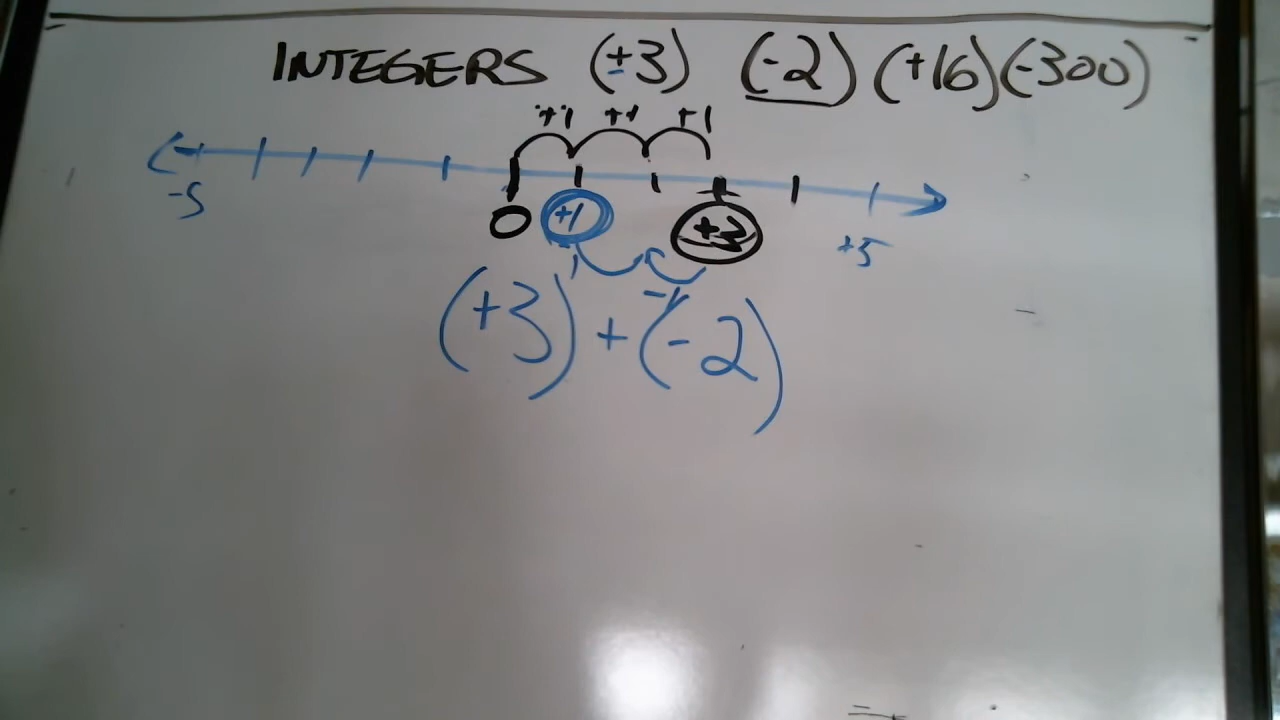 INTEGERS (+3) (-2) (+16) (-300)
+1 +1 +1
-5 0 +1 +3 +5
-1
(+3) + (-2)